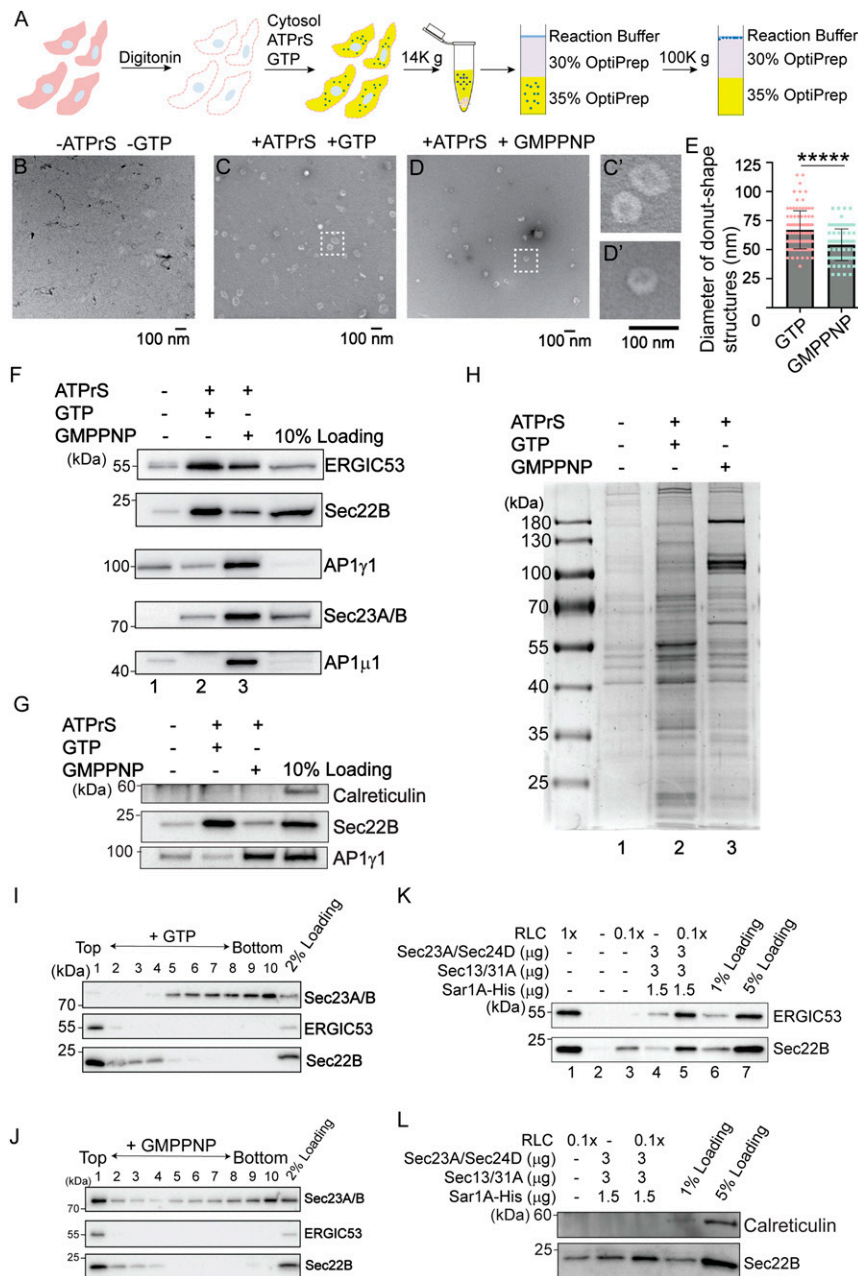 A
Digitonin
Cytosol
ATPrS
GTP
14K g
100K g
Reaction Buffer
30% OptiPrep
35% OptiPrep
Reaction Buffer
30% OptiPrep
35% OptiPrep
B
-ATPrS -GTP
100 nm
C
+ATPrS +GTP
100 nm
D
+ATPrS + GMPPNP
100 nm
C'
D'
100 nm
E
*****
Diameter of donut-shape
structures (nm)
125
100
75
50
25
0
GTP
GMPPNP
F
ATPrS - + +
GTP - + -
GMPPNP - - + 10% Loading
(kDa)
55 ERGIC53
25 Sec22B
100 AP1γ1
70 Sec23A/B
40 AP1μ1
1 2 3
G
ATPrS - + +
GTP - + -
GMPPNP - - + 10% Loading
(kDa)
60 Calreticulin
25 Sec22B
100 AP1γ1
H
ATPrS - + +
GTP - + -
GMPPNP - - +
(kDa)
180
130
100
70
55
40
35
25
1 2 3
I
+ GTP
Top Bottom
2% Loading
(kDa) 1 2 3 4 5 6 7 8 9 10
70 Sec23A/B
55 ERGIC53
25 Sec22B
J
+ GMPPNP
Top Bottom
2% Loading
(kDa) 1 2 3 4 5 6 7 8 9 10
70 Sec23A/B
55 ERGIC53
25 Sec22B
K
RLC 1x - 0.1x - 0.1x
Sec23A/Sec24D (μg) - - - 3 3
Sec13/31A (μg) - - - 3 3
Sar1A-His (μg) - - - 1.5 1.5
1% Loading
5% Loading
(kDa)
55 ERGIC53
25 Sec22B
1 2 3 4 5 6 7
L
RLC 0.1x - 0.1x
Sec23A/Sec24D (μg) - 3 3
Sec13/31A (μg) - 3 3
Sar1A-His (μg) - 1.5 1.5
1% Loading
5% Loading
(kDa)
60 Calreticulin
25 Sec22B